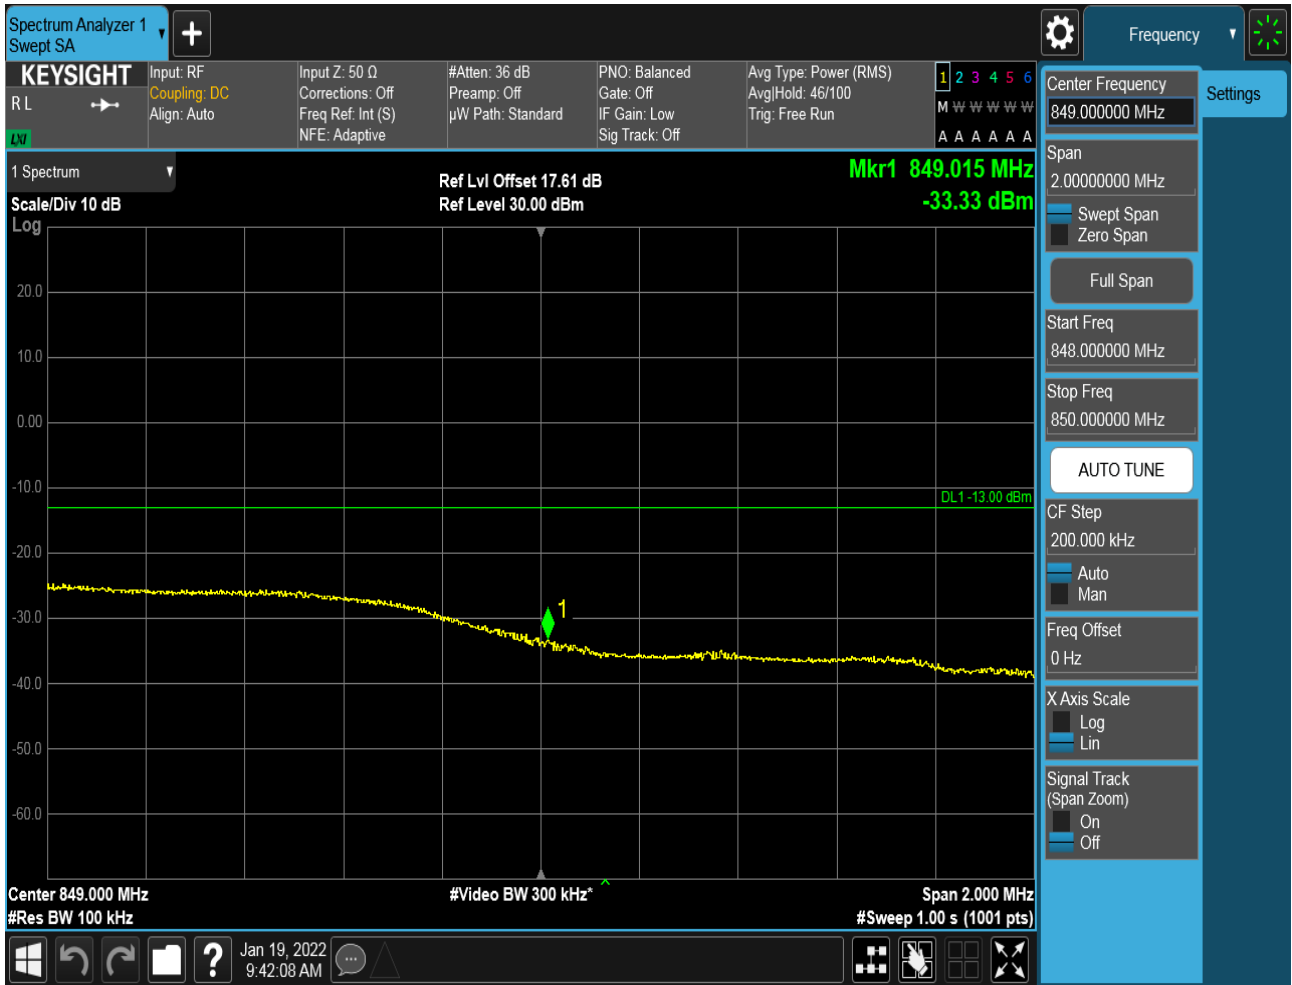 Spectrum Analyzer 1
Swept SA
Frequency
KEYSIGHT
R L
LXI
Input: RF
Coupling: DC
Align: Auto
Input Z: 50 Ω
Corrections: Off
Freq Ref: Int (S)
NFE: Adaptive
#Atten: 36 dB
Preamp: Off
µW Path: Standard
PNO: Balanced
Gate: Off
IF Gain: Low
Sig Track: Off
Avg Type: Power (RMS)
Avg|Hold: 46/100
Trig: Free Run
1 2 3 4 5 6
M W W W W W
A A A A A A
1 Spectrum
Scale/Div 10 dB
Log
Ref Lvl Offset 17.61 dB
Ref Level 30.00 dBm
Mkr1 849.015 MHz
-33.33 dBm
20.0
10.0
0.00
-10.0
-20.0
-30.0
-40.0
-50.0
-60.0
DL1 -13.00 dBm
1
Center 849.000 MHz
#Res BW 100 kHz
#Video BW 300 kHz*
Span 2.000 MHz
#Sweep 1.00 s (1001 pts)
Jan 19, 2022
9:42:08 AM
?
Center Frequency
849.000000 MHz
Settings
Span
2.00000000 MHz
Swept Span
Zero Span
Full Span
Start Freq
848.000000 MHz
Stop Freq
850.000000 MHz
AUTO TUNE
CF Step
200.000 kHz
Auto
Man
Freq Offset
0 Hz
X Axis Scale
Log
Lin
Signal Track
(Span Zoom)
On
Off